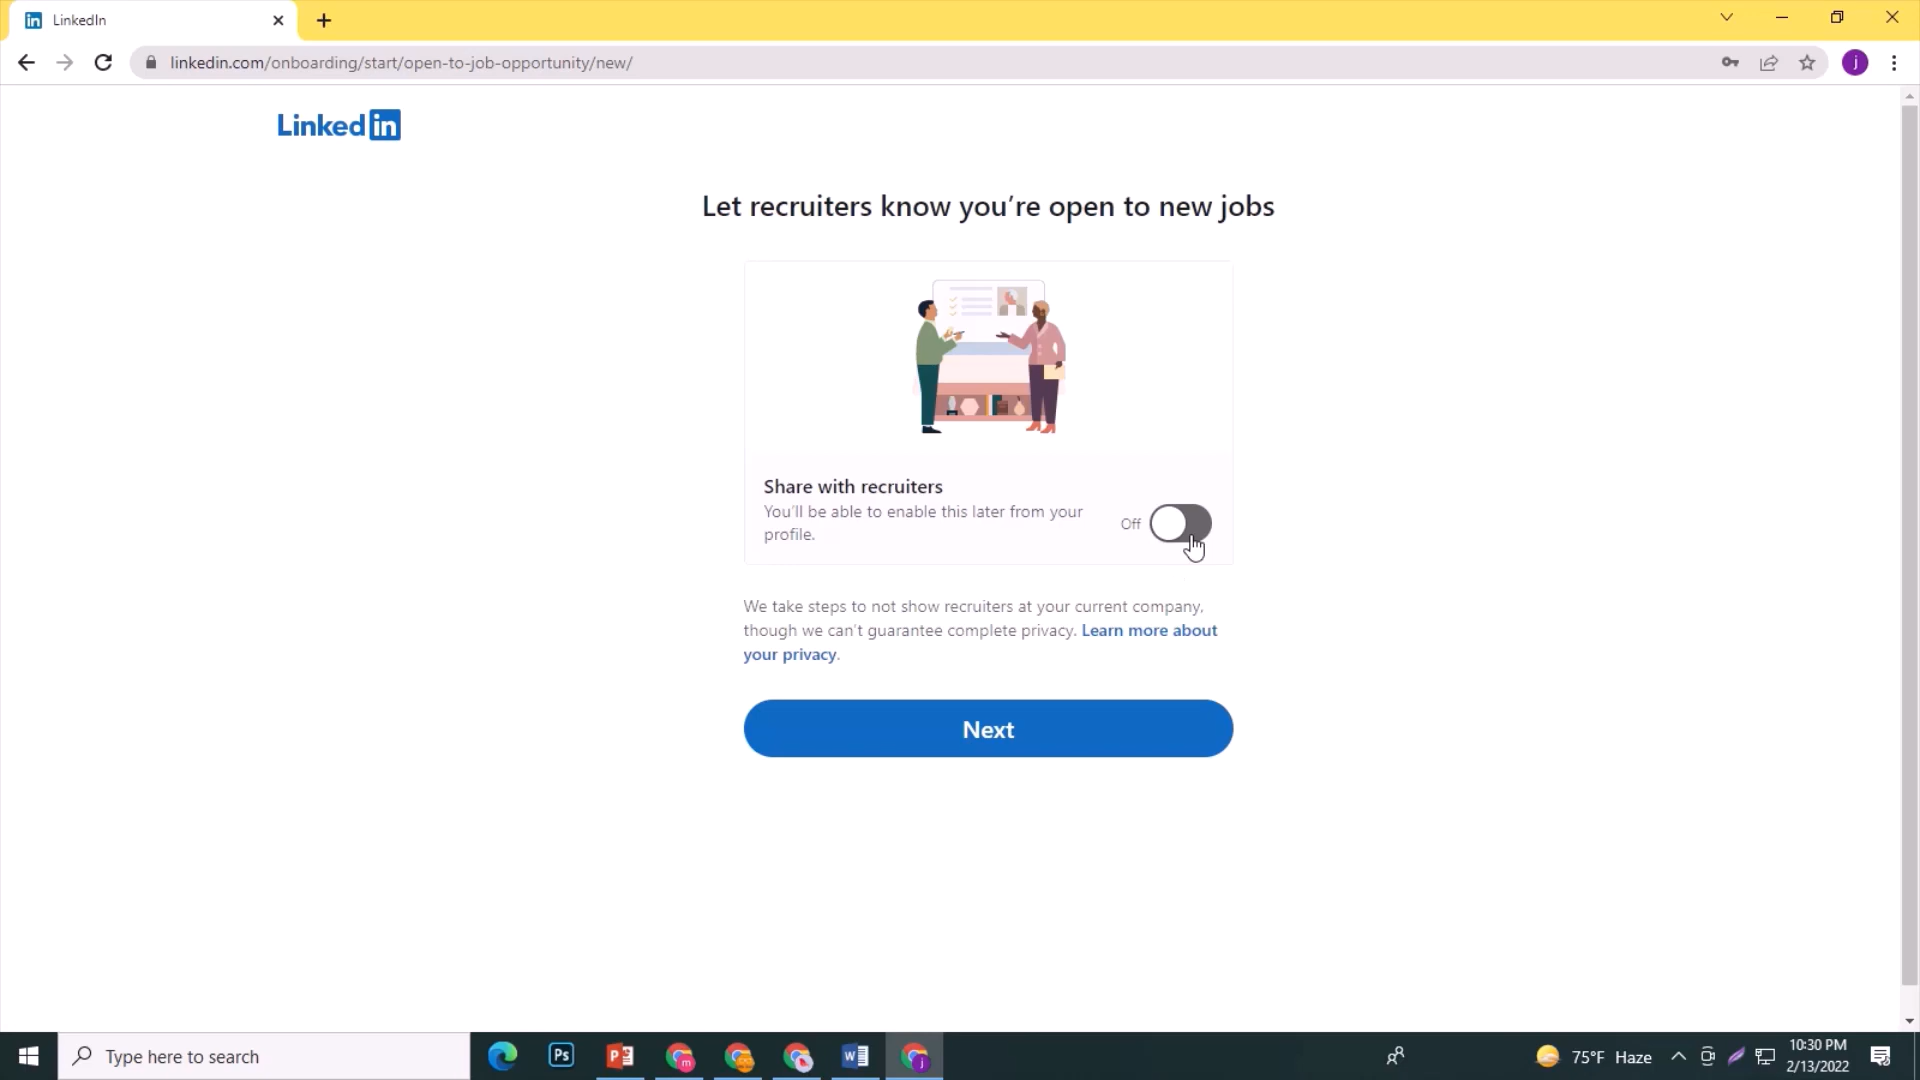 LinkedIn
linkedin.com/onboarding/start/open-to-job-opportunity/new/
j
Linked in
Let recruiters know you're open to new jobs
Share with recruiters
You'll be able to enable this later from your
profile.
Off
We take steps to not show recruiters at your current company,
though we can't guarantee complete privacy. Learn more about
your privacy.
Next
Type here to search
Ps
P
m
W
j
75°F Haze
10:30 PM
2/13/2022